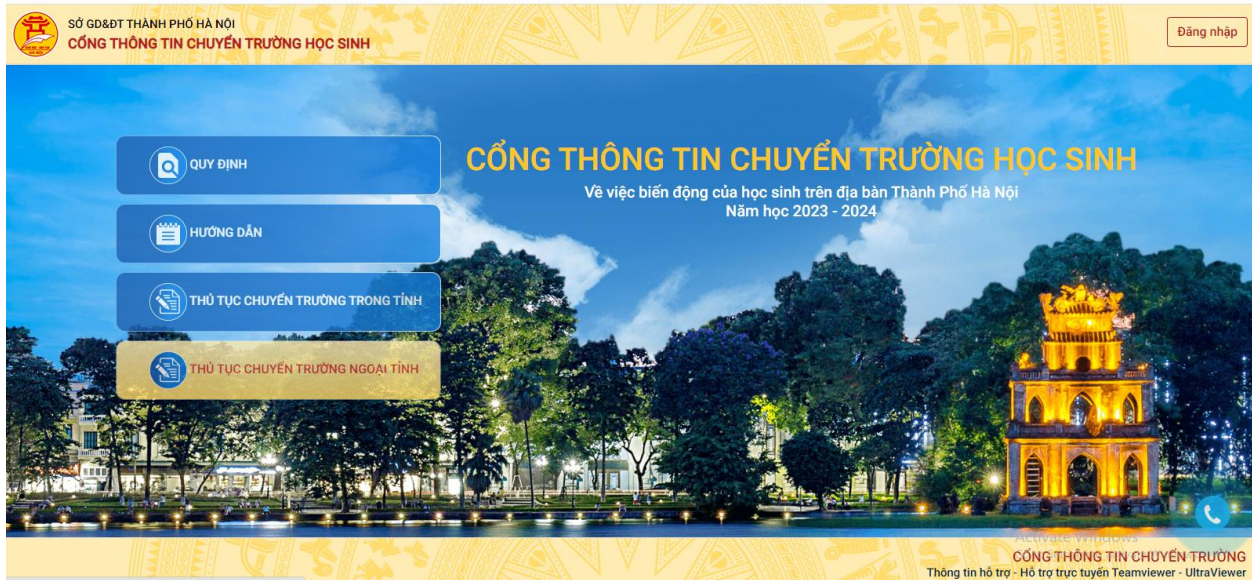 SỞ GD&ĐT THÀNH PHỐ HÀ NỘI
CỔNG THÔNG TIN CHUYỂN TRƯỜNG HỌC SINH
Đăng nhập
QUY ĐỊNH
HƯỚNG DẪN
THỦ TỤC CHUYỂN TRƯỜNG TRONG TỈNH
THỦ TỤC CHUYỂN TRƯỜNG NGOẠI TỈNH
CỔNG THÔNG TIN CHUYỂN TRƯỜNG HỌC SINH
Về việc biến động của học sinh trên địa bàn Thành Phố Hà Nội
Năm học 2023 - 2024
Activate Windows
CỔNG THÔNG TIN CHUYỂN TRƯỜNG
Thông tin hỗ trợ - Hỗ trợ trực tuyến Teamviewer - UltraViewer